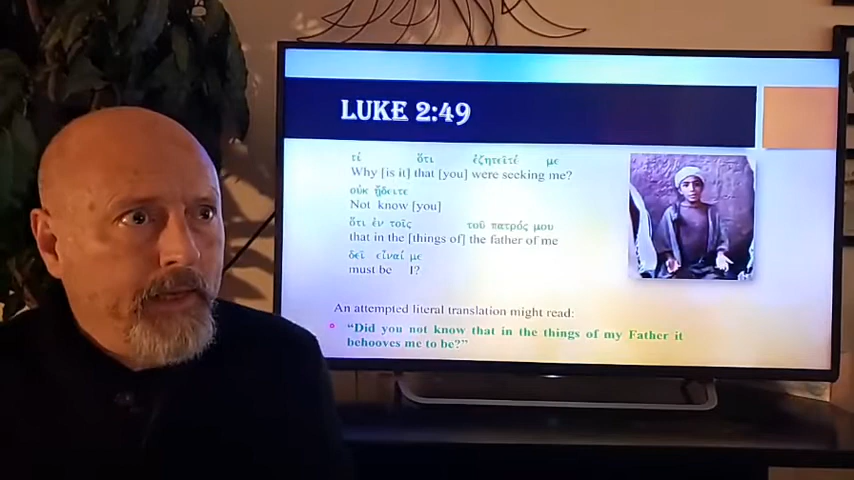 LUKE 2:49
τί ὅτι ἐζητεῖτέ με
Why [is it] that [you] were seeking me?
οὐκ ᾔδειτε
Not know [you]
ὅτι ἐν τοῖς τοῦ πατρός μου
that in the [things of] the father of me
δεῖ εἶναί με
must be I?
An attempted literal translation might read:
"Did you not know that in the things of my Father it
behooves me to be?"